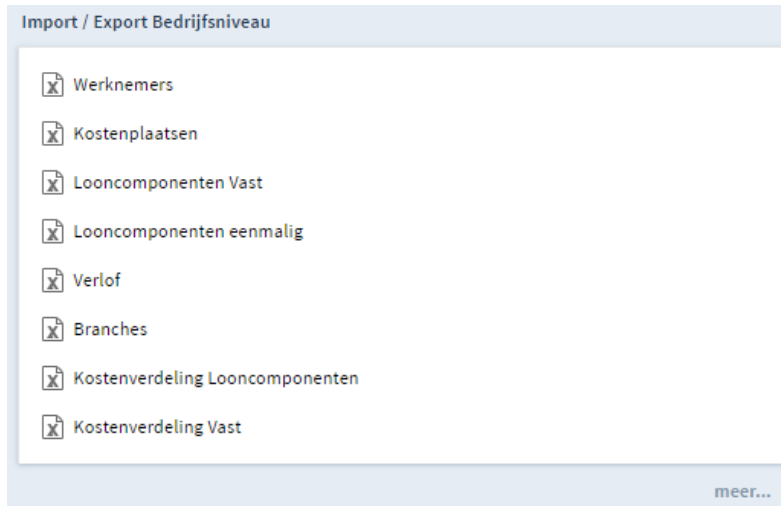 Import / Export Bedrijfsniveau
Werknemers
Kostenplaatsen
Looncomponenten Vast
Looncomponenten eenmalig
Verlof
Branches
Kostenverdeling Looncomponenten
Kostenverdeling Vast
meer...